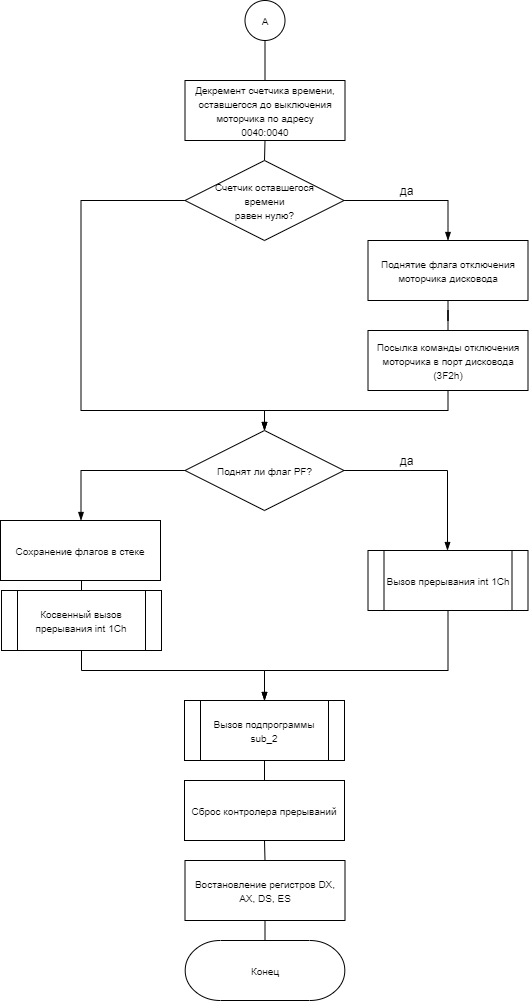 А
Декремент счетчика времени,
оставшегося до выключения
моторчика по адресу
0040:0040
Счетчик оставшегося
времени
равен нулю?
да
Поднятие флага отключения
моторчика дисковода
Посылка команды отключения
моторчика в порт дисковода
(3F2h)
Поднят ли флаг PF?
да
Сохранение флагов в стеке
Косвенный вызов
прерывания int 1Ch
Вызов прерывания int 1Ch
Вызов подпрограммы
sub_2
Сброс контролера прерываний
Востановление регистров DX,
AX, DS, ES
Конец